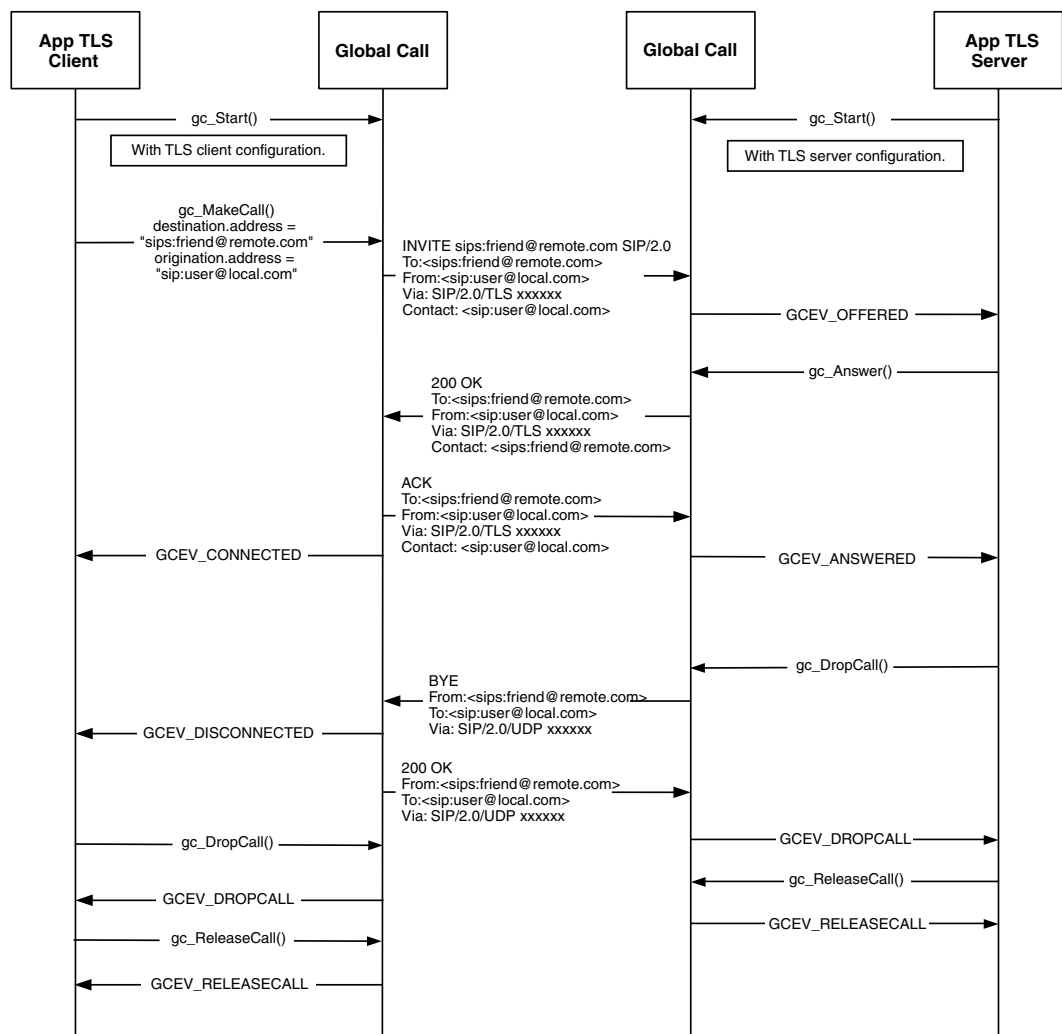 App TLS
Client
Global Call
Global Call
App TLS
Server
gc_Start()
gc_Start()
With TLS client configuration.
With TLS server configuration.
gc_MakeCall()
destination.address =
"sips:friend@remote.com"
origination.address =
"sip:user@local.com"
INVITE sips:friend@remote.com SIP/2.0
To:<sips:friend@remote.com>
From:<sip:user@local.com>
Via: SIP/2.0/TLS xxxxxx
Contact: <sip:user@local.com>
GCEV_OFFERED
gc_Answer()
200 OK
To:<sips:friend@remote.com>
From:<sip:user@local.com>
Via: SIP/2.0/TLS xxxxxx
Contact: <sips:friend@remote.com>
ACK
To:<sips:friend@remote.com>
From:<sip:user@local.com>
Via: SIP/2.0/TLS xxxxxx
Contact: <sip:user@local.com>
GCEV_CONNECTED
GCEV_ANSWERED
gc_DropCall()
BYE
From:<sips:friend@remote.com>
To:<sip:user@local.com>
Via: SIP/2.0/UDP xxxxxx
GCEV_DISCONNECTED
200 OK
From:<sips:friend@remote.com>
To:<sip:user@local.com>
Via: SIP/2.0/UDP xxxxxx
gc_DropCall()
GCEV_DROPCALL
gc_ReleaseCall()
GCEV_DROPCALL
GCEV_RELEASECALL
gc_ReleaseCall()
GCEV_RELEASECALL